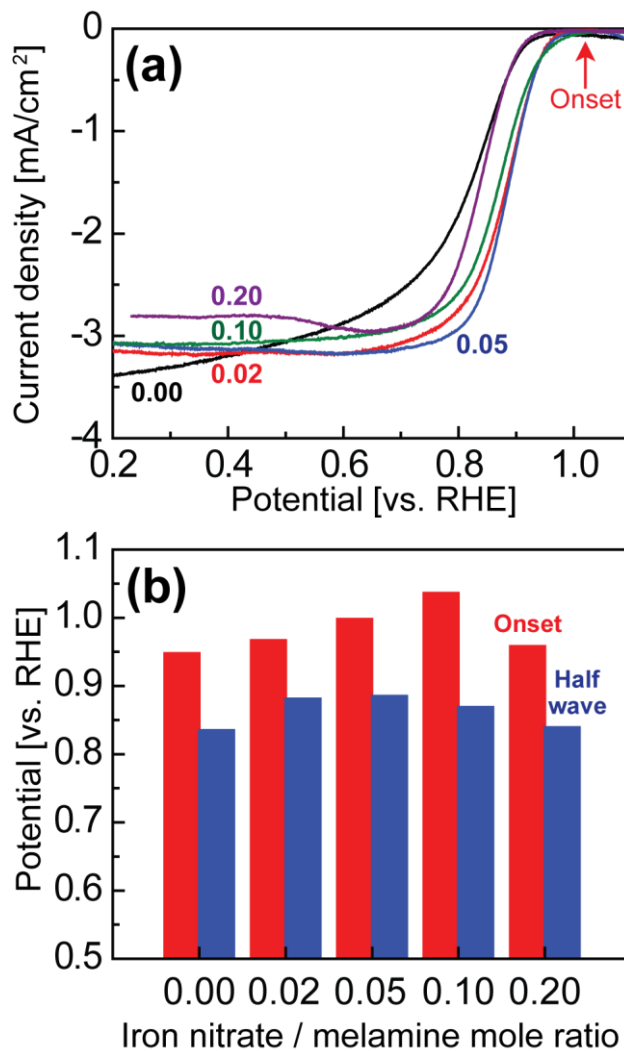 (a)
Current density [mA/cm²]
0
-1
-2
-3
-4
Onset
0.20
0.10
0.02
0.00
0.05
0.2 0.4 0.6 0.8 1.0
Potential [vs. RHE]
(b)
Potential [vs. RHE]
1.1
1.0
0.9
0.8
0.7
0.6
0.5
Onset
Half
wave
0.00 0.02 0.05 0.10 0.20
Iron nitrate / melamine mole ratio